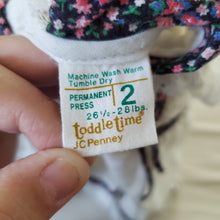 Machine Wash Warm
Tumble Dry
PERMANENT
PRESS
2
26½-28 lbs.
toddletime®
JCPenney